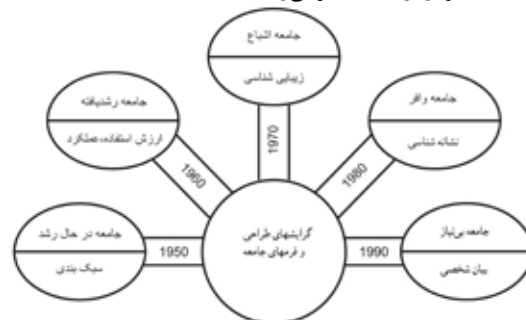 جامعه اشباع
زیبایی شناسی
1970
جامعه رشدیافته
ارزش استفاده،عملکرد
1960
جامعه وافر
نشانه شناسی
1980
جامعه در حال رشد
سبک بندی
1950
گرایشهای طراحی
و فرمهای جامعه
جامعه بی‌نیاز
بیان شخصی
1990